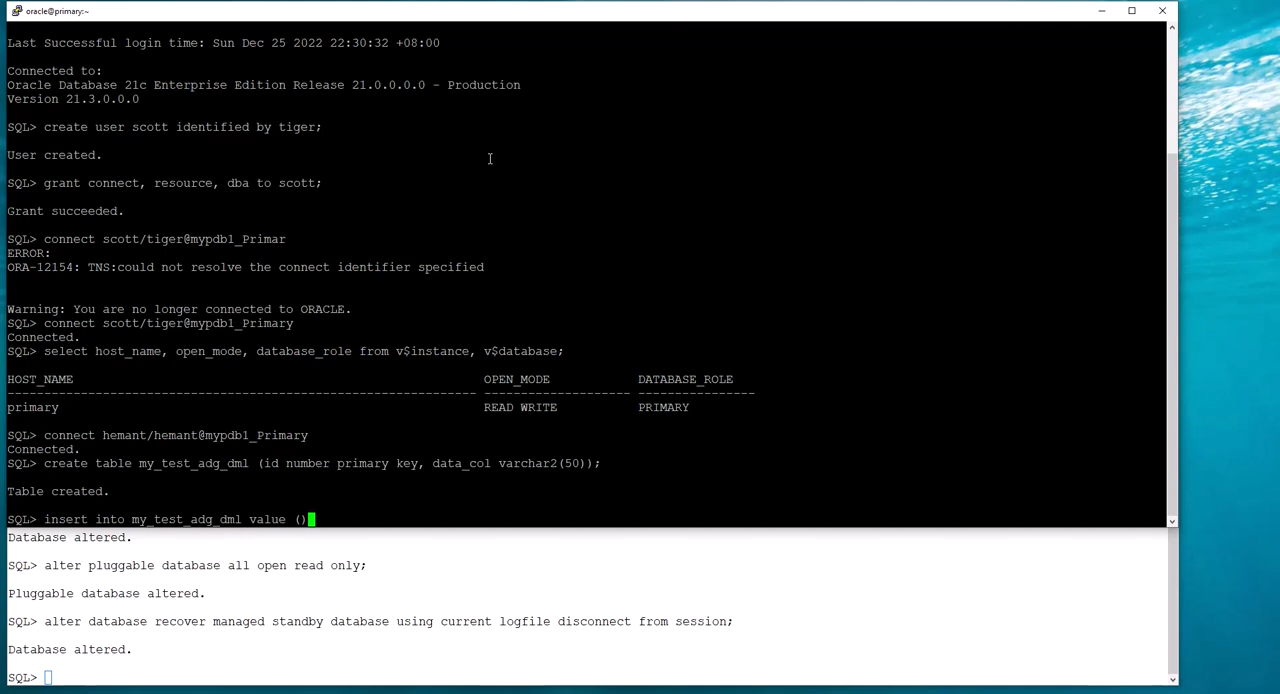 oracle@primary:~
Last Successful login time: Sun Dec 25 2022 22:30:32 +08:00
Connected to:
Oracle Database 21c Enterprise Edition Release 21.0.0.0.0 - Production
Version 21.3.0.0.0
SQL> create user scott identified by tiger;
User created.
SQL> grant connect, resource, dba to scott;
Grant succeeded.
SQL> connect scott/tiger@mypdb1_Primar
ERROR:
ORA-12154: TNS:could not resolve the connect identifier specified
Warning: You are no longer connected to ORACLE.
SQL> connect scott/tiger@mypdb1_Primary
Connected.
SQL> select host_name, open_mode, database_role from v$instance, v$database;
HOST_NAME OPEN_MODE DATABASE_ROLE
---------------------------------------------------------------- -------------------- ----------------
primary READ WRITE PRIMARY
SQL> connect hemant/hemant@mypdb1_Primary
Connected.
SQL> create table my_test_adg_dml (id number primary key, data_col varchar2(50));
Table created.
SQL> insert into my_test_adg_dml value ()
Database altered.
SQL> alter pluggable database all open read only;
Pluggable database altered.
SQL> alter database recover managed standby database using current logfile disconnect from session;
Database altered.
SQL>